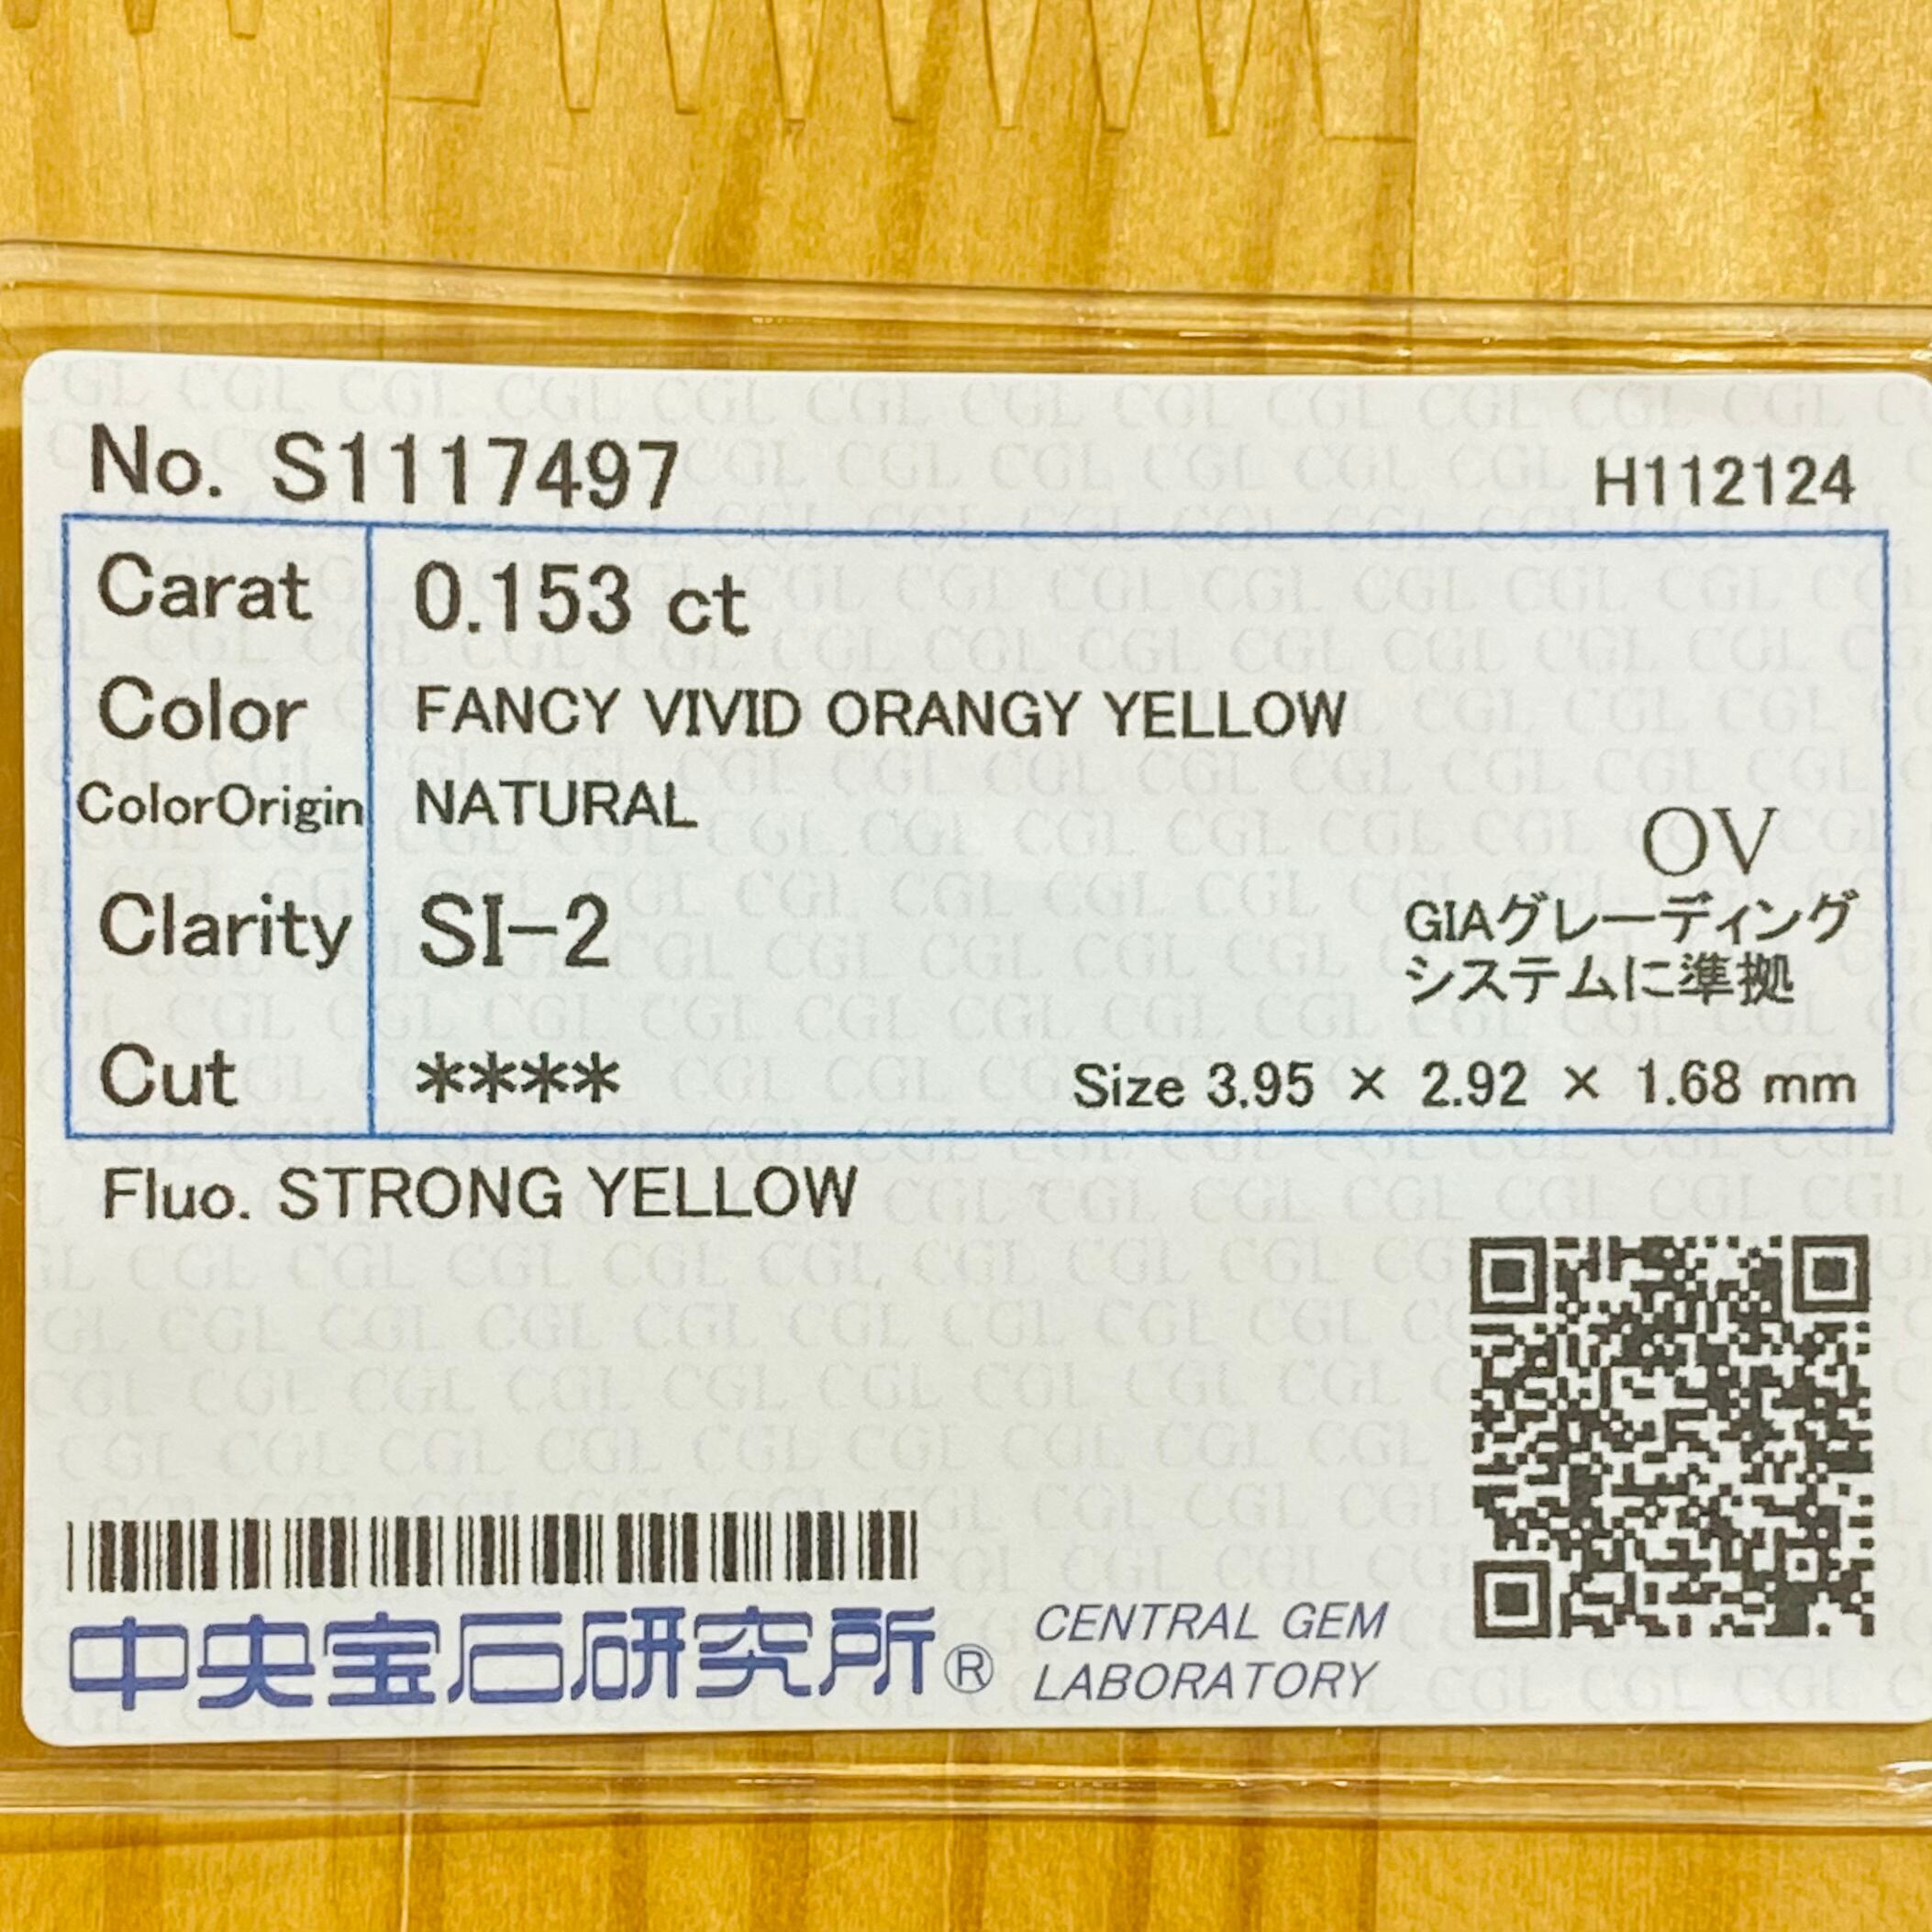 No. S1117497
H112124
Carat 0.153 ct
Color FANCY VIVID ORANGY YELLOW
ColorOrigin NATURAL
OV
Clarity SI-2
GIAグレーディング
システムに準拠
Cut ****
Size 3.95 × 2.92 × 1.68 mm
Fluo. STRONG YELLOW
中央宝石研究所®
CENTRAL GEM
LABORATORY